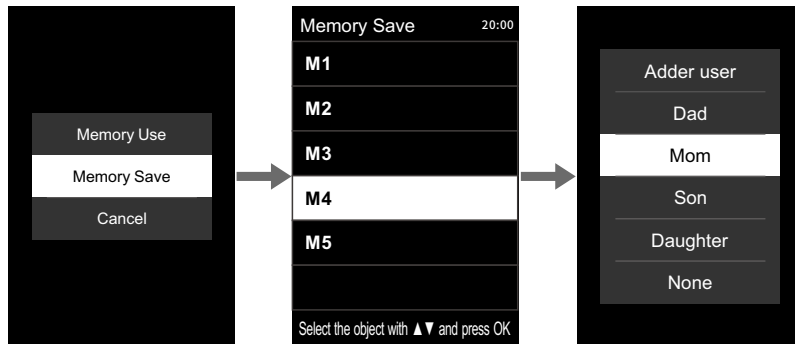 Memory Use
Memory Save
Cancel
Memory Save 20:00
M1
M2
M3
M4
M5
Select the object with ▲▼ and press OK
Adder user
Dad
Mom
Son
Daughter
None